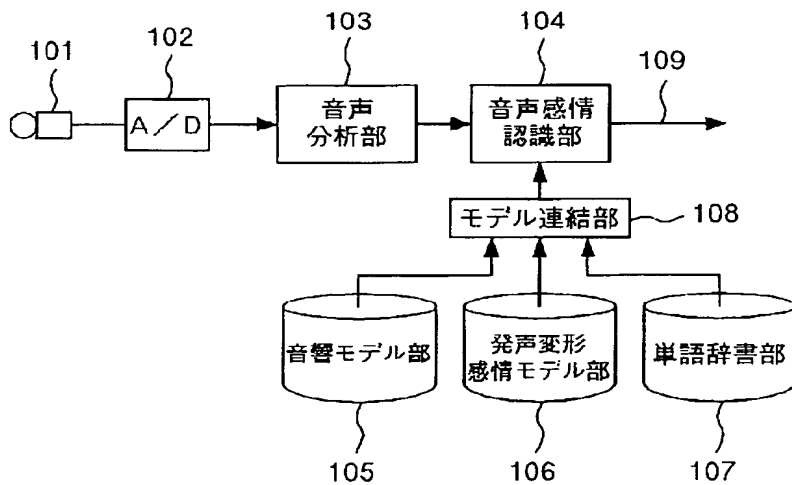 101
102
103
104
109
A/D
音声
分析部
音声感情
認識部
モデル連結部
108
音響モデル部
発声変形
感情モデル部
単語辞書部
105
106
107